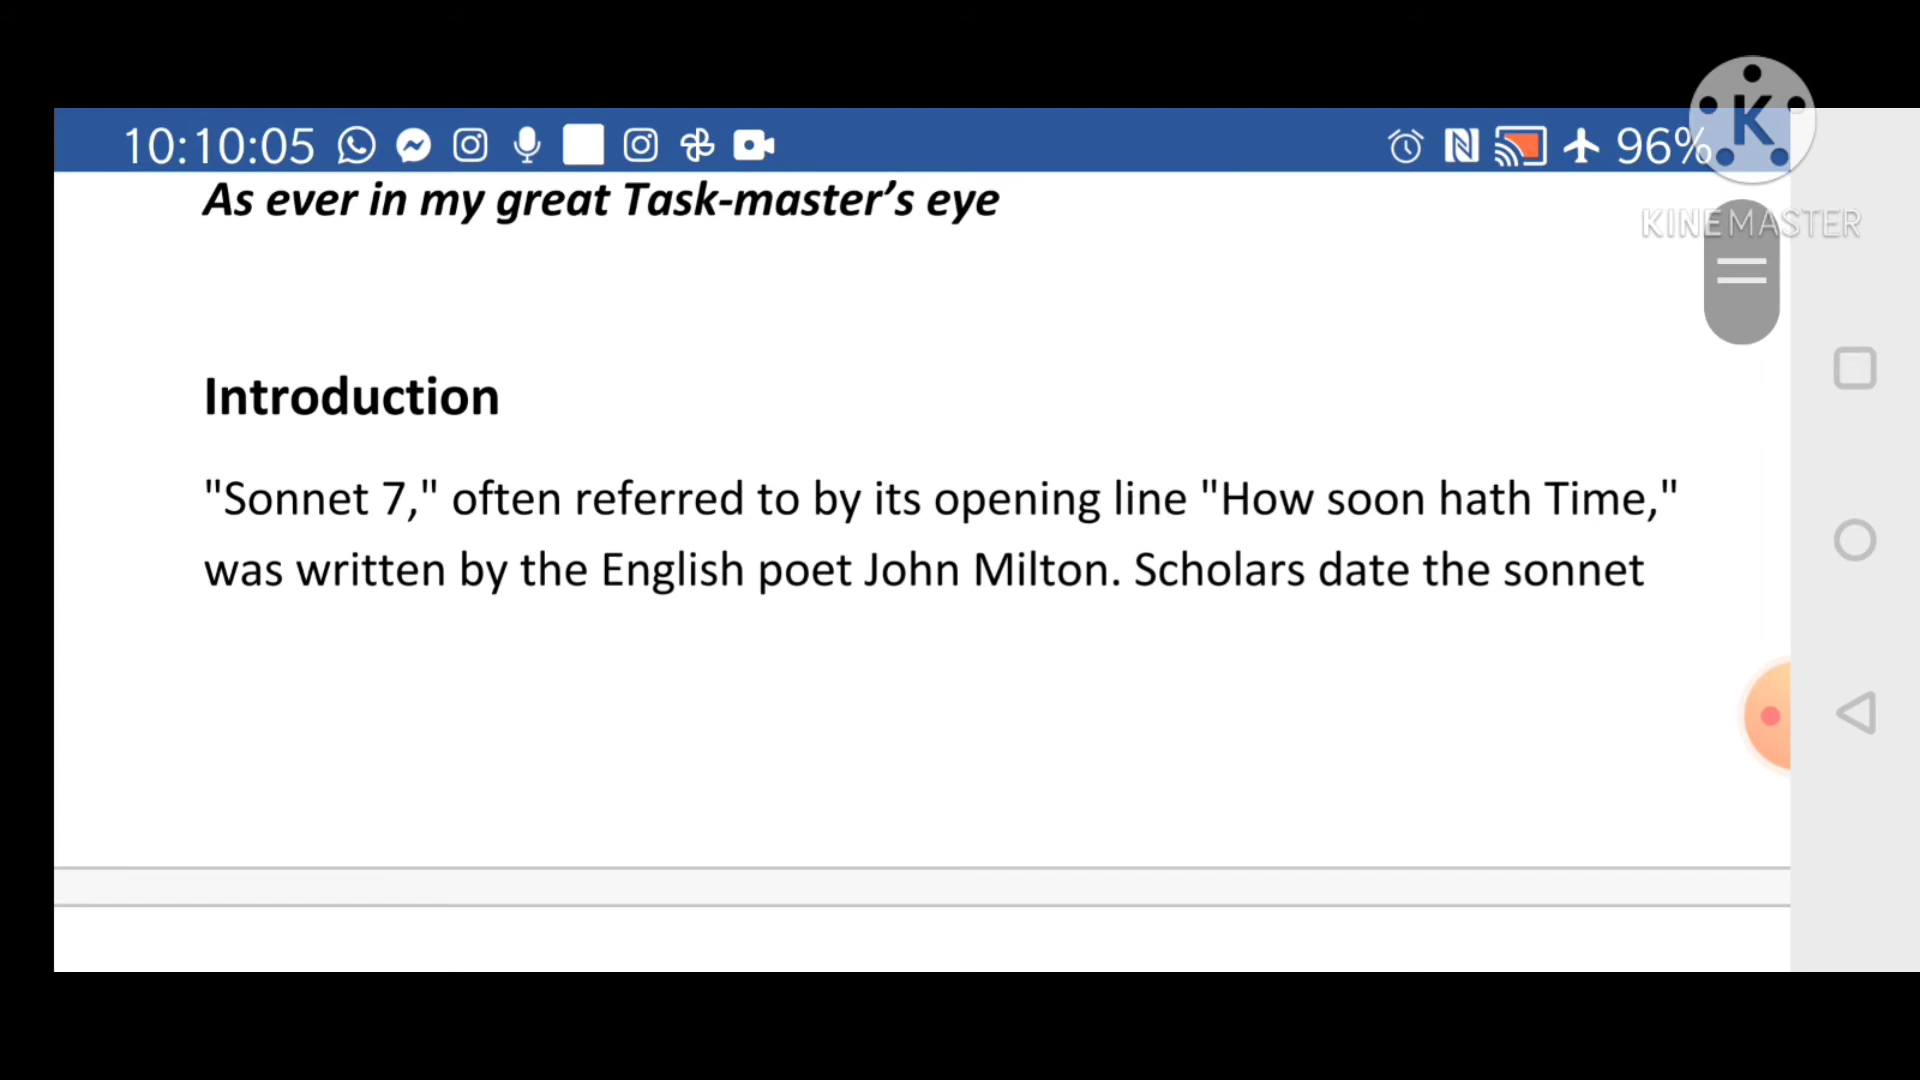 10:10:05 96%
K
KINEMASTER
As ever in my great Task-master’s eye
Introduction
"Sonnet 7," often referred to by its opening line "How soon hath Time,"
was written by the English poet John Milton. Scholars date the sonnet